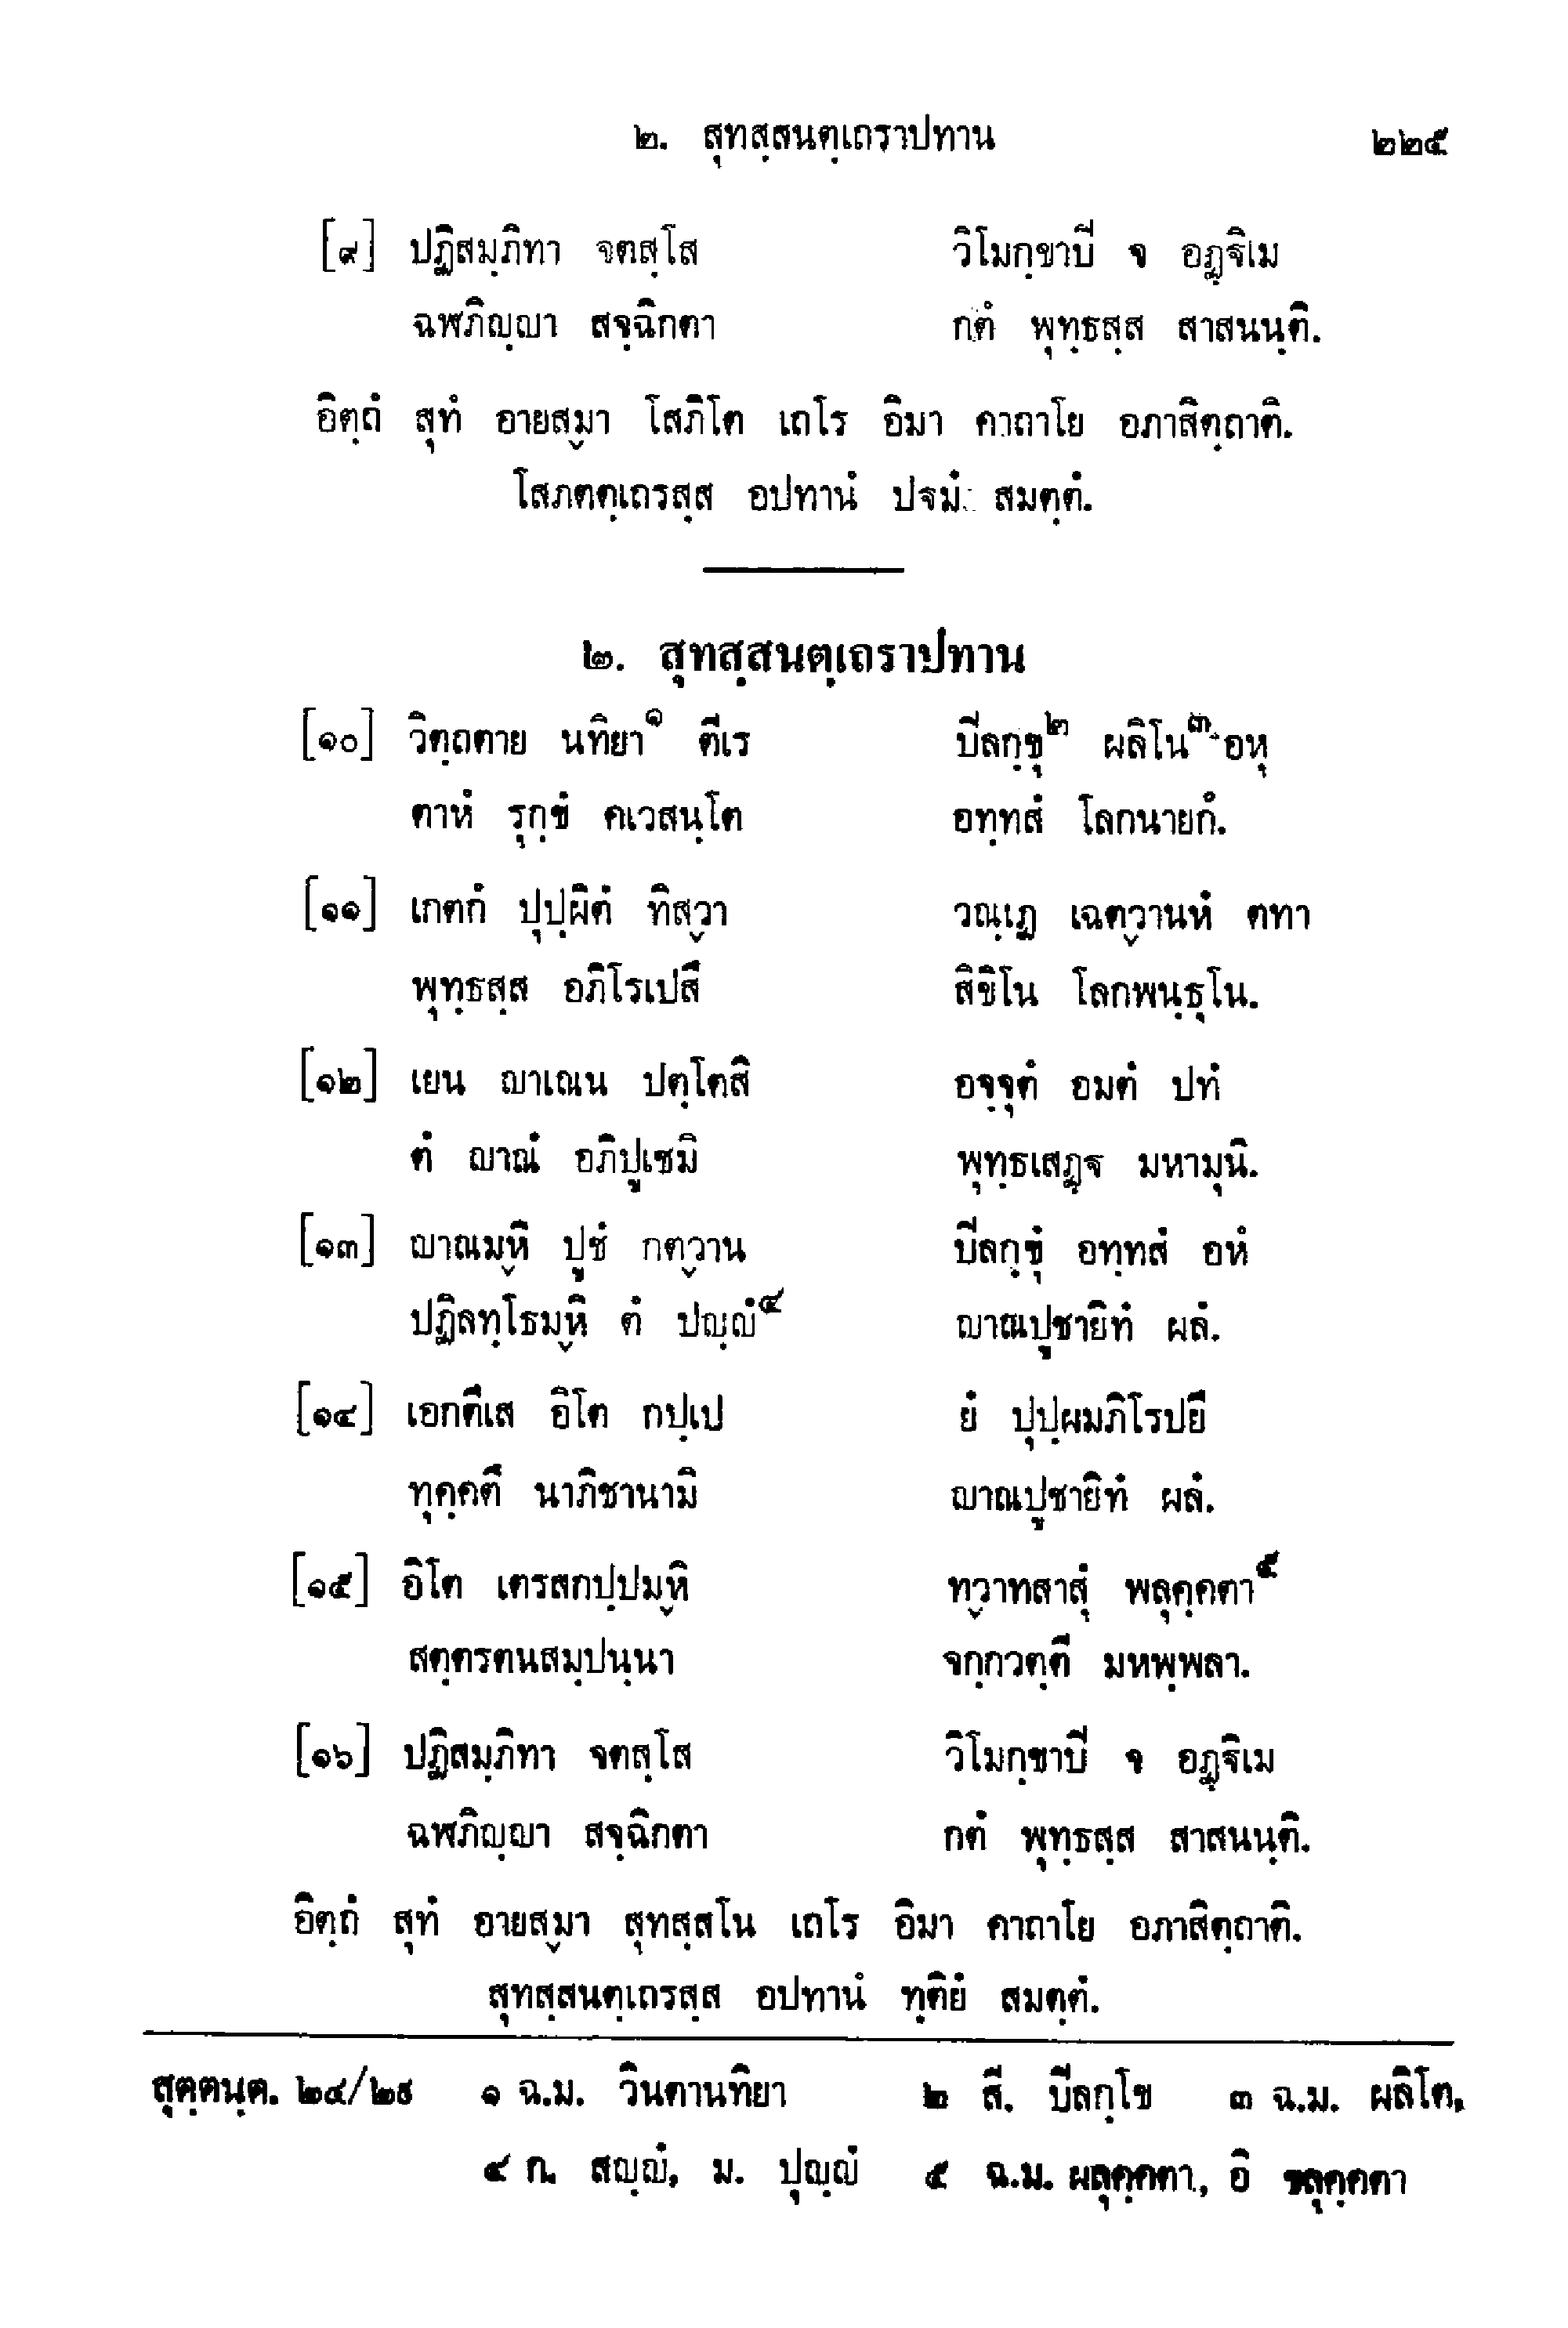 ๒. สุทสฺสนตฺเถราปทาน ๒๒๕
[๙] ปฏิสมฺภิทา จตสฺโส วิโมกฺขาปิ จ อฏฺฐิเม
ฉฬภิญฺญา สจฺฉิกตา กตํ พุทฺธสฺส สาสนนฺติ.
อิตฺถํ สุทํ อายสฺมา โสภิโต เถโร อิมา คาถาโย อภาสิตฺถาติ.
โสภตตฺเถรสฺส อปทานํ ปฐมํ สมตฺตํ.
๒. สุทสฺสนตฺเถราปทาน
[๑๐] วิตฺถตาย นทิยา๑ ตีเร ปีลกฺขุ๒ ผลิโน๓ อหุ
ตาหํ รุกฺขํ คเวสนฺโต อทฺทสํ โลกนายกํ.
[๑๑] เกตกํ ปุปฺผิตํ ทิสฺวา วณฺเฏ เฉตฺวานหํ ตทา
พุทฺธสฺส อภิโรเปสึ สิขิโน โลกพนฺธุโน.
[๑๒] เยน ญาเณน ปตฺโตสิ อจฺจุตํ อมตํ ปทํ
ตํ ญาณํ อภิปูเชมิ พุทฺธเสฏฺฐ มหามุนิ.
[๑๓] ญาณมฺหิ ปูชํ กตฺวาน ปีลกฺขุํ อทฺทสํ อหํ
ปฏิลทฺโธมฺหิ ตํ ปญฺญํ๔ ญาณปูชายิทํ ผลํ.
[๑๔] เอกตึเส อิโต กปฺเป ยํ ปุปฺผมภิโรปยึ
ทุคฺคตึ นาภิชานามิ ญาณปูชายิทํ ผลํ.
[๑๕] อิโต เตรสกปฺปมฺหิ ทฺวาทสาสุํ พลุคฺคตา๕
สตฺตรตนสมฺปนฺนา จกฺกวตฺตี มหพฺพลา.
[๑๖] ปฏิสมฺภิทา จตสฺโส วิโมกฺขาปิ จ อฏฺฐิเม
ฉฬภิญฺญา สจฺฉิกตา กตํ พุทฺธสฺส สาสนนฺติ.
อิตฺถํ สุทํ อายสฺมา สุทสฺสโน เถโร อิมา คาถาโย อภาสิตฺถาติ.
สุทสฺสนตฺเถรสฺส อปทานํ ทุติยํ สมตฺตํ.
สุตฺตนฺต. ๒๔/๒๙ ๑ ฉ.ม. วินตานทิยา ๒ สี. ปีลกฺโข ๓ ฉ.ม. ผลิโต,
๔ ก. สญฺญํ, ม. ปุญฺญํ ๕ ฉ.ม. ผลุคฺคตา, อิ